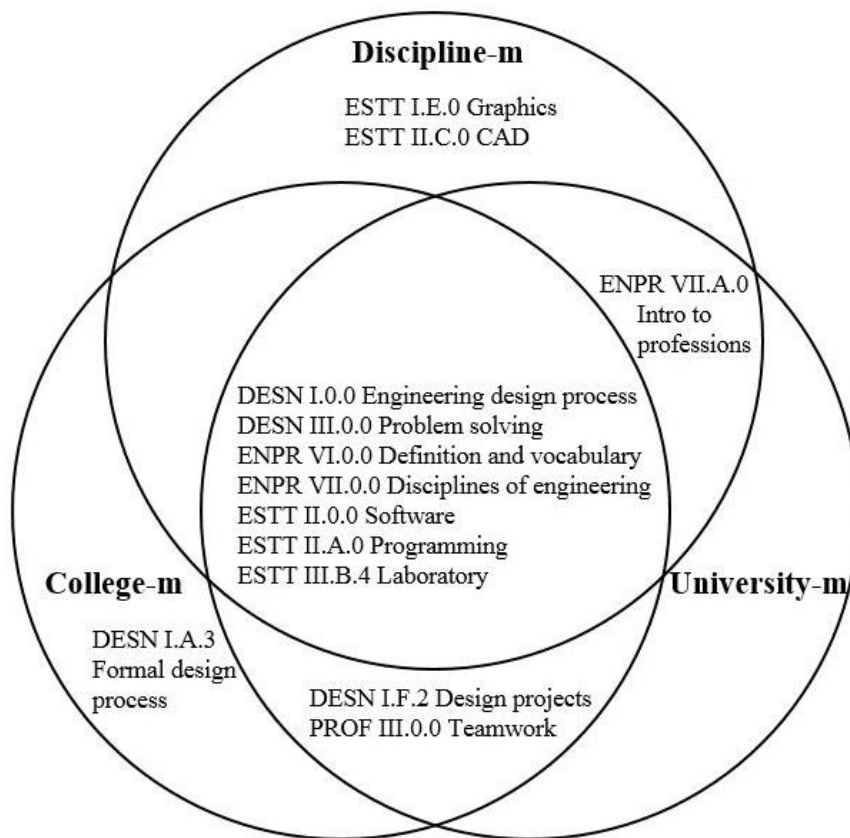 Discipline-m
ESTT I.E.0 Graphics
ESTT II.C.0 CAD
ENPR VII.A.0
Intro to
professions
DESN I.0.0 Engineering design process
DESN III.0.0 Problem solving
ENPR VI.0.0 Definition and vocabulary
ENPR VII.0.0 Disciplines of engineering
ESTT II.0.0 Software
ESTT II.A.0 Programming
ESTT III.B.4 Laboratory
College-m
University-m
DESN I.A.3
Formal design
process
DESN I.F.2 Design projects
PROF III.0.0 Teamwork